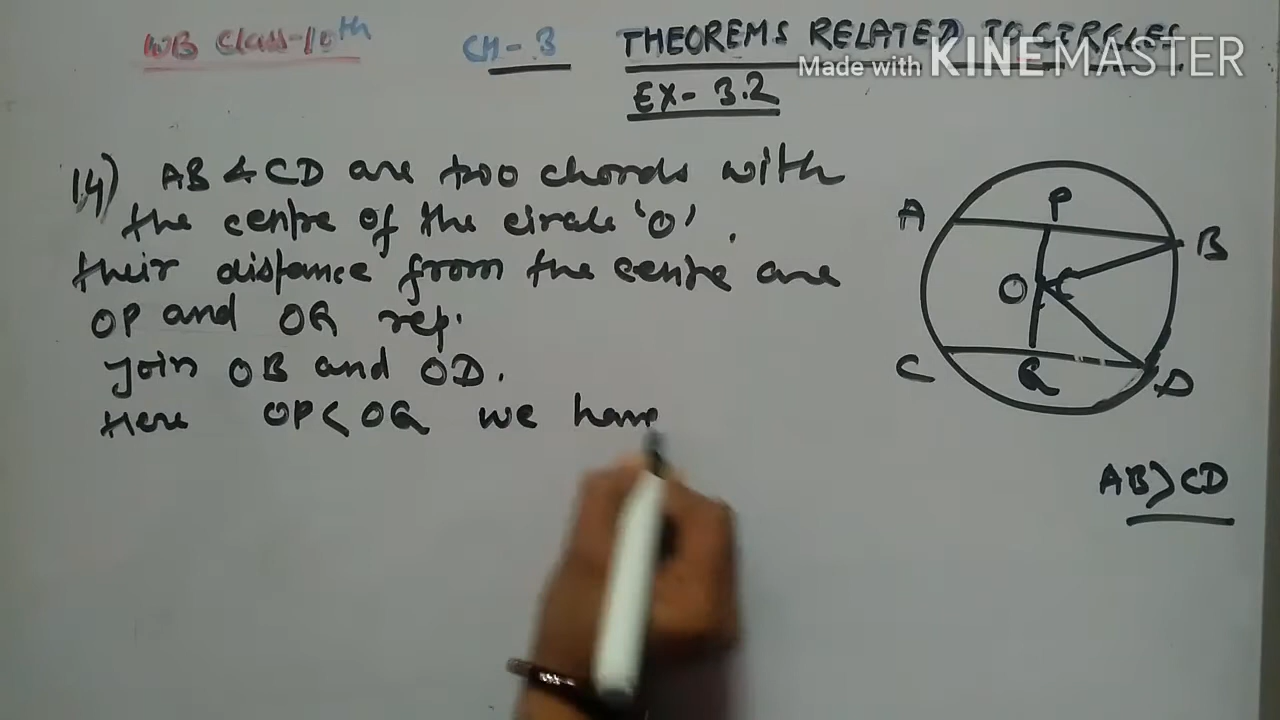 WB Class-10th CH-3 THEOREMS RELATED TO CIRCLES
Made with KINEMASTER
EX- 3.2
14) AB & CD are two chords with
the centre of the circle 'O'.
their distance from the centre are
OP and OQ rep.
Join OB and OD.
Here OP<OQ we have
A P B
O
C Q D
AB>CD